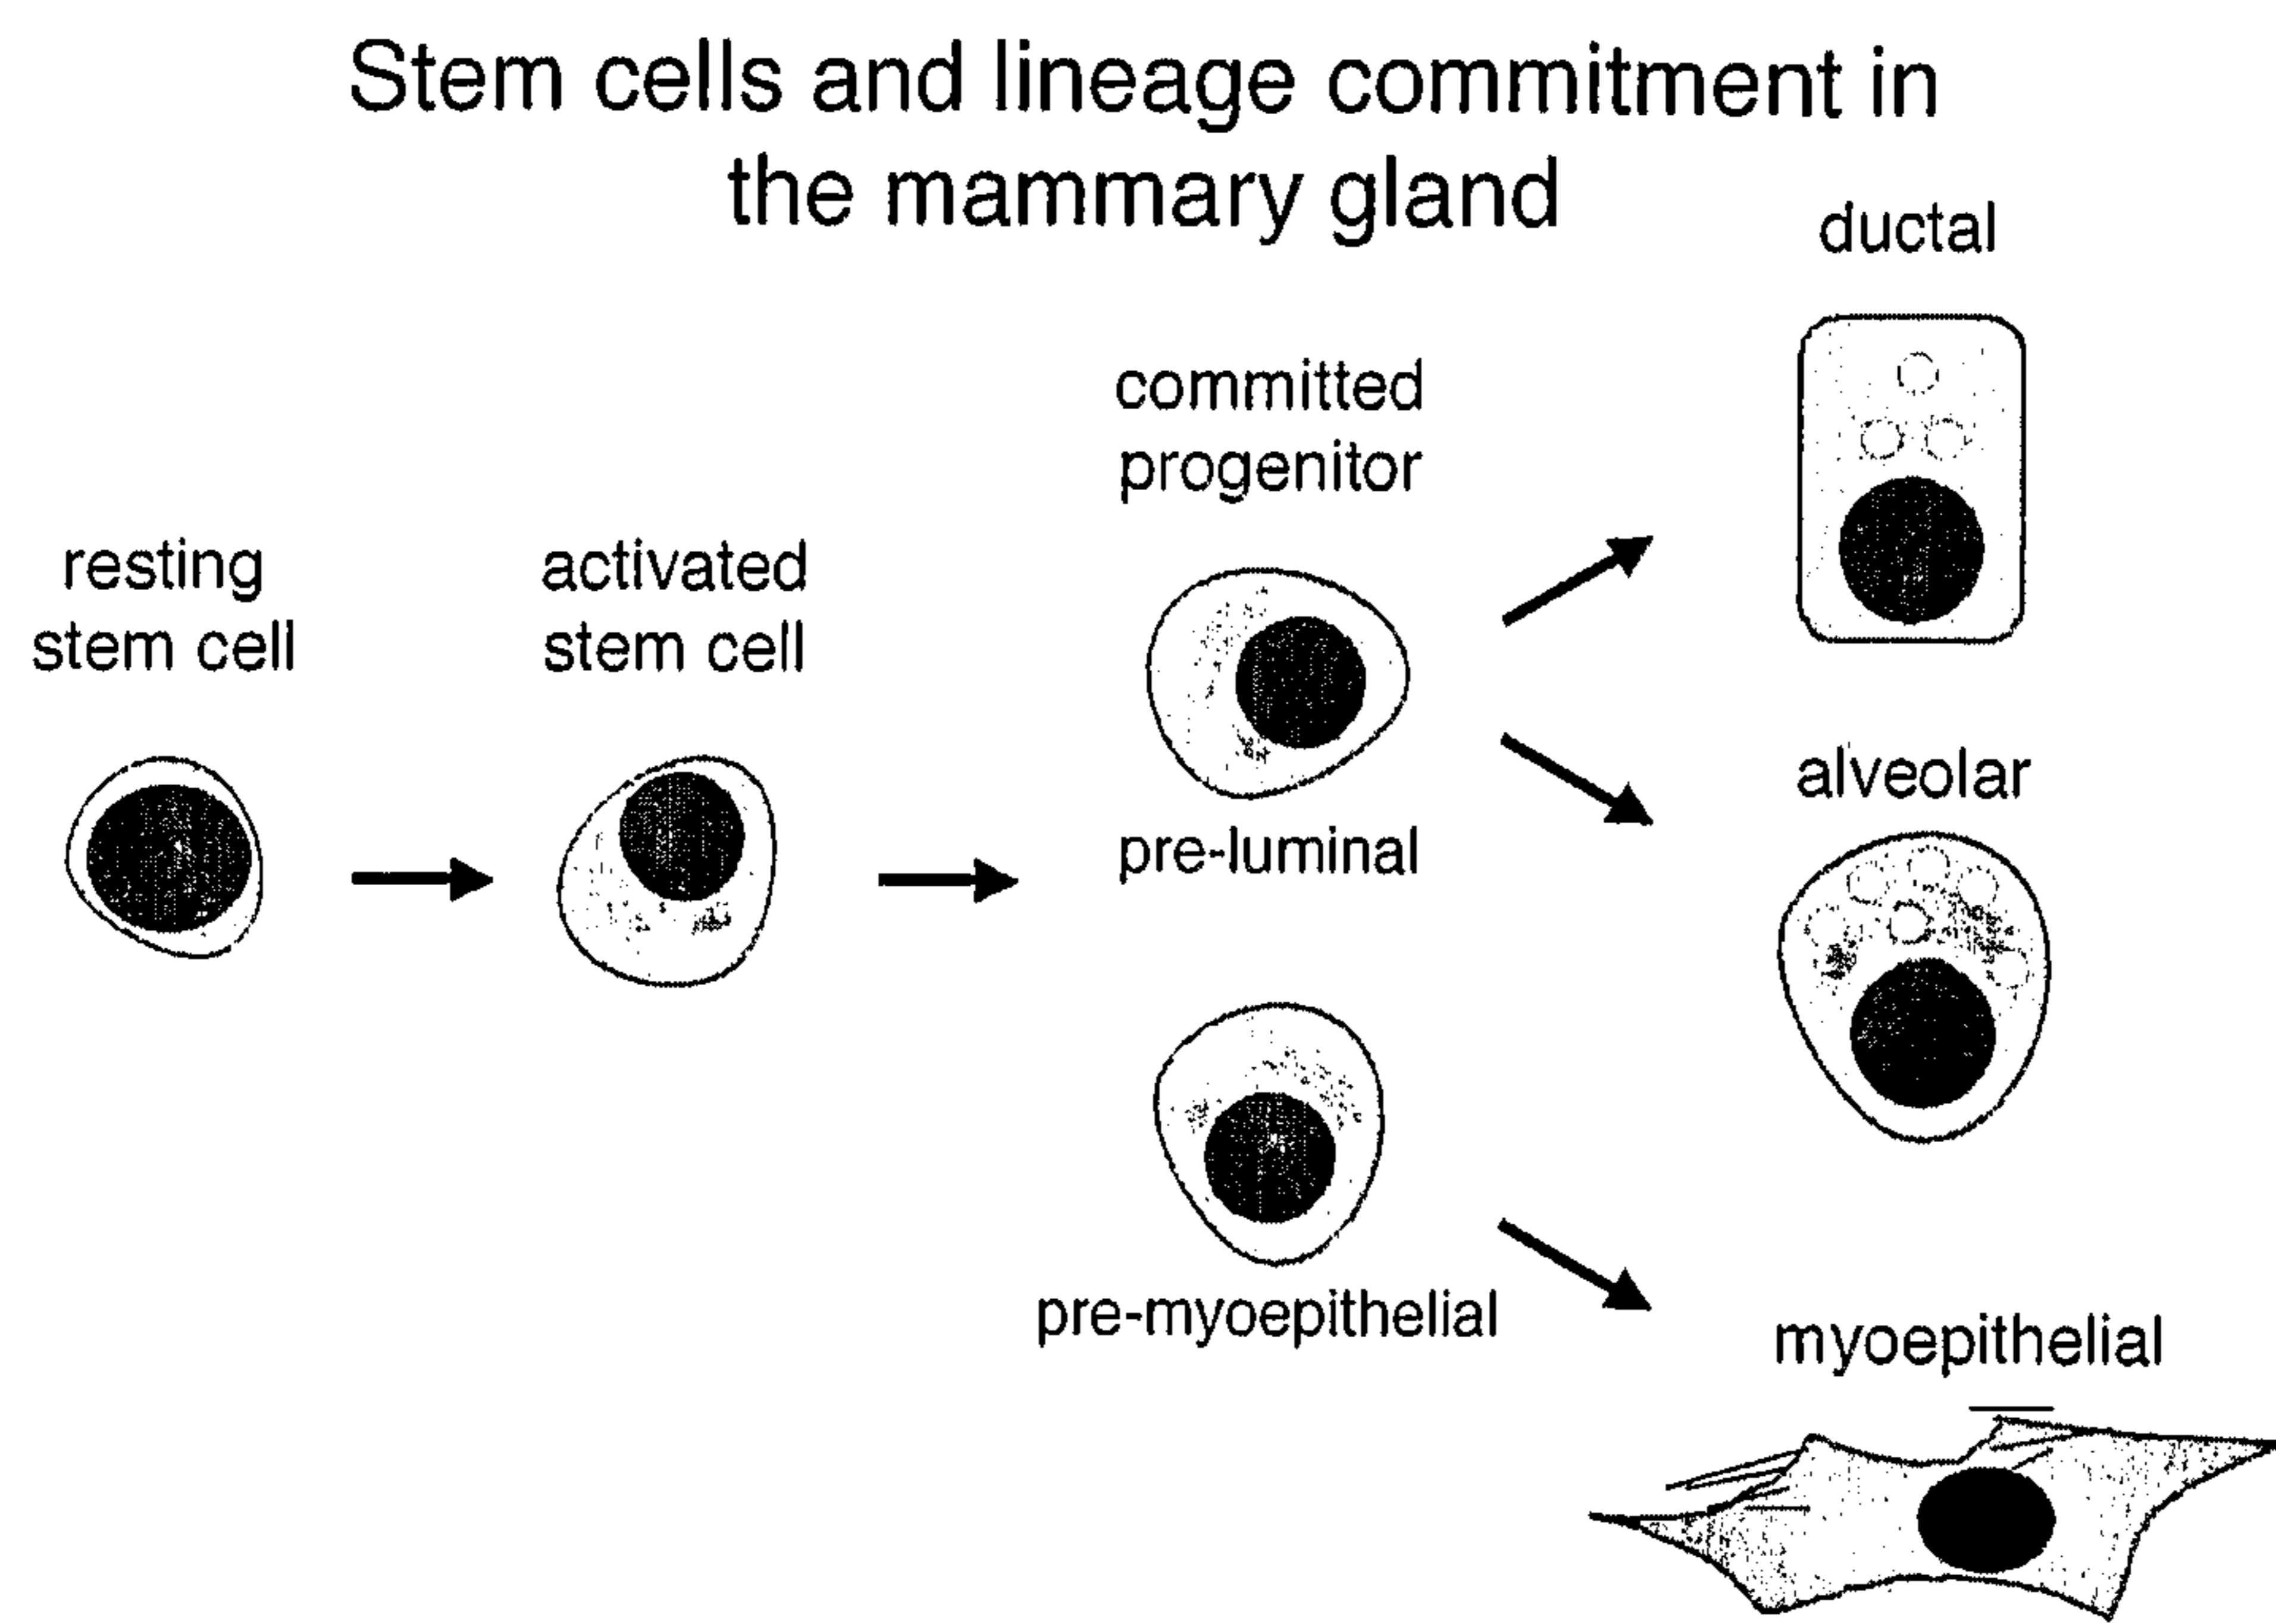 Stem cells and lineage commitment in
the mammary gland
resting
stem cell
activated
stem cell
committed
progenitor
pre-luminal
pre-myoepithelial
ductal
alveolar
myoepithelial